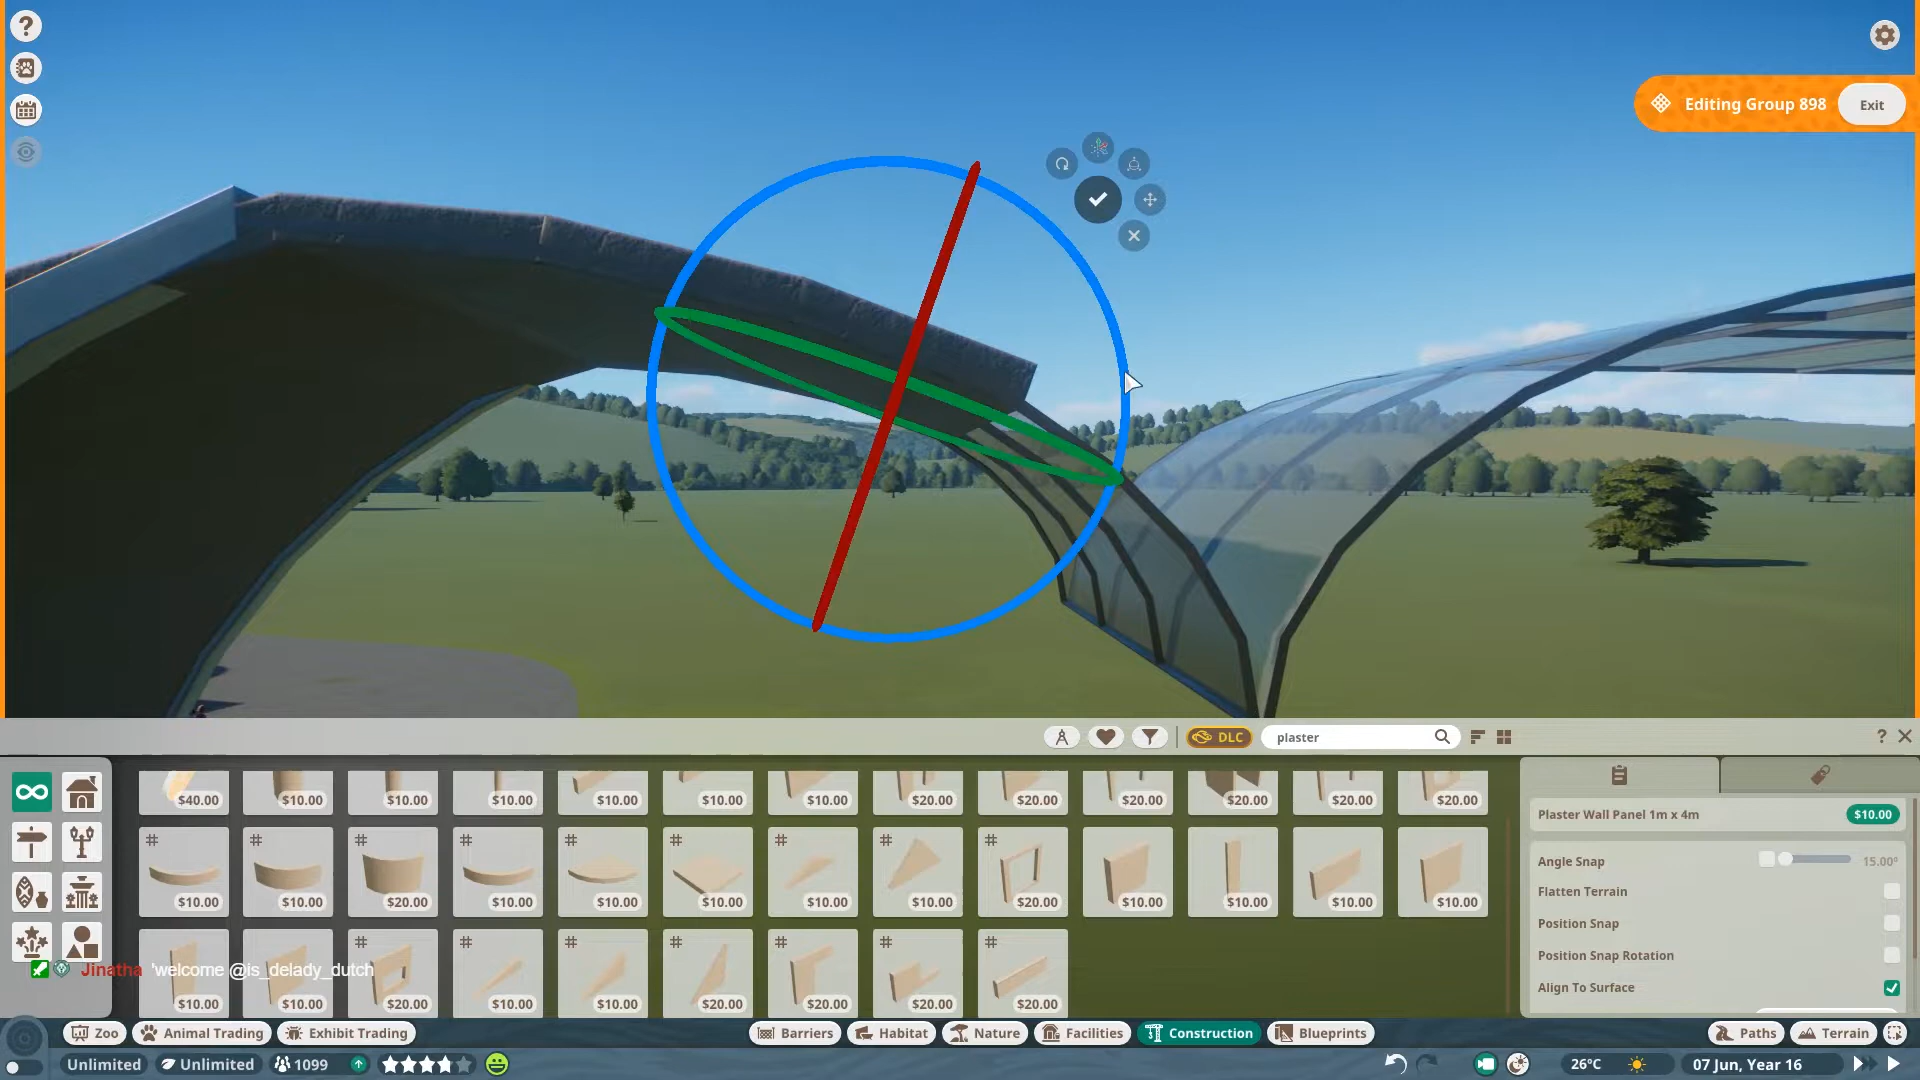 ?
Editing Group 898 Exit
DLC plaster
? ×
$40.00 $10.00 $10.00 $10.00 $10.00 $10.00 $10.00 $20.00 $20.00 $20.00 $20.00 $20.00 $20.00
$10.00 $10.00 $20.00 $10.00 $10.00 $10.00 $10.00 $10.00 $20.00 $10.00 $10.00 $10.00 $10.00
$10.00 $10.00 $20.00 $10.00 $10.00 $20.00 $20.00 $20.00 $20.00
Jinatha 'welcome @is_delady_dutch
Plaster Wall Panel 1m x 4m $10.00
Angle Snap 15.00°
Flatten Terrain
Position Snap
Position Snap Rotation
Align To Surface
Zoo Animal Trading Exhibit Trading Barriers Habitat Nature Facilities Construction Blueprints Paths Terrain
Unlimited Unlimited 1099 26°C 07 Jun, Year 16